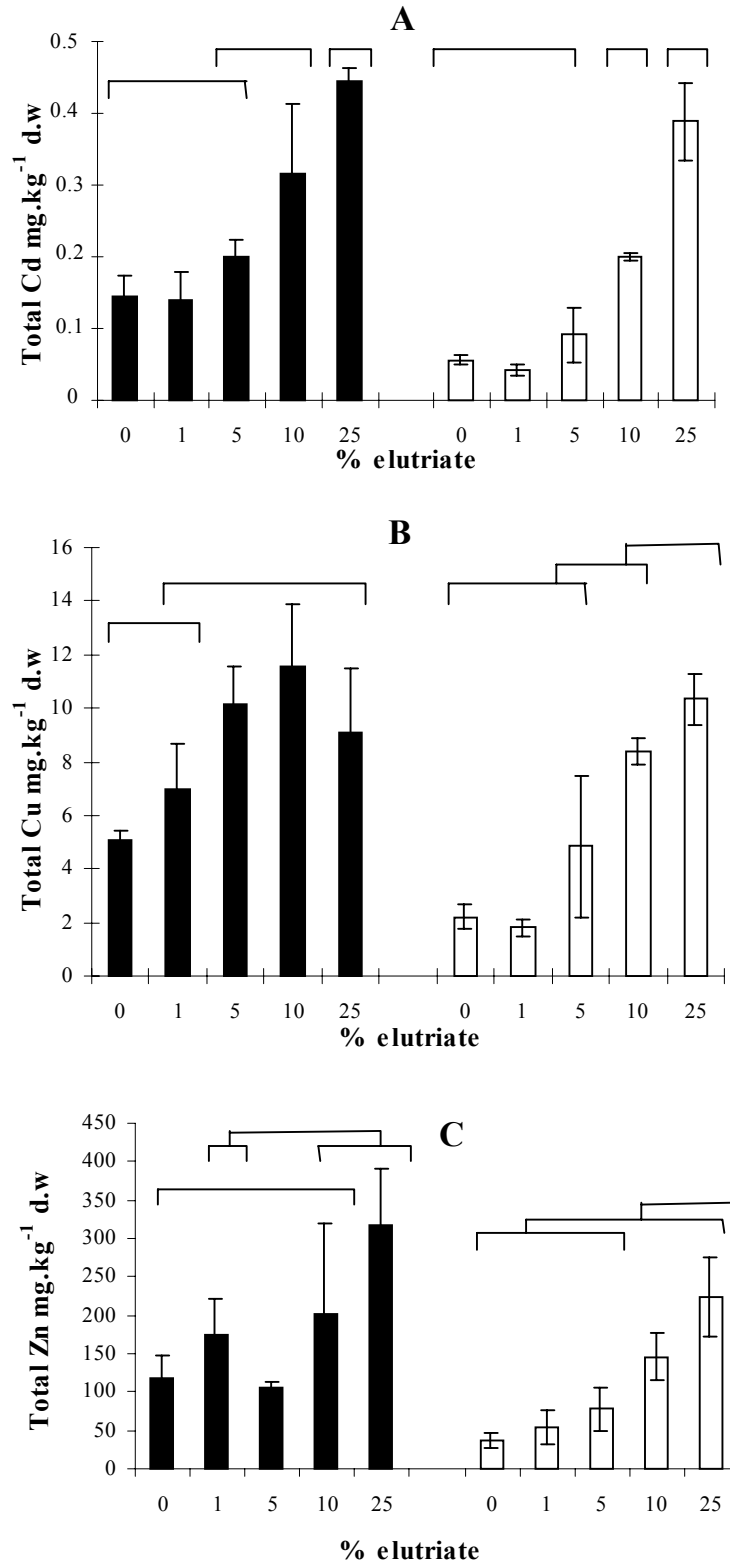 A
Total Cd mg.kg⁻¹ d.w
0.5
0.4
0.3
0.2
0.1
0
0 1 5 10 25 0 1 5 10 25
% elutriate
B
Total Cu mg.kg⁻¹ d.w
16
14
12
10
8
6
4
2
0
0 1 5 10 25 0 1 5 10 25
% elutriate
C
Total Zn mg.kg⁻¹ d.w
450
400
350
300
250
200
150
100
50
0
0 1 5 10 25 0 1 5 10 25
% elutriate